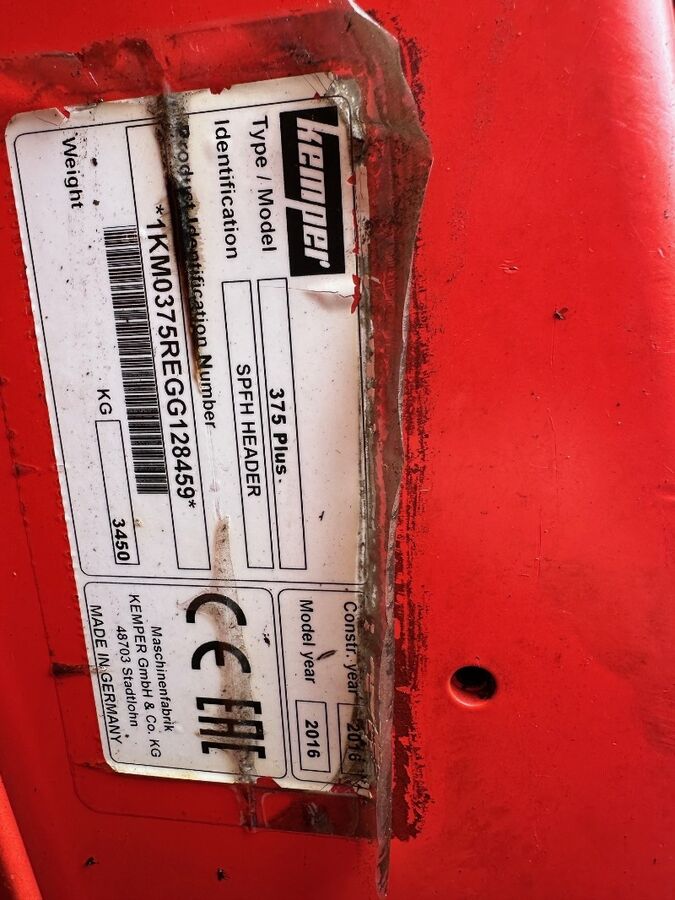 kemper
Type / Model 375 Plus
Identification SPFH HEADER
Product Identification Number
*1KM0375REGG128459*
Weight KG 3450
Constr. year 2016
Model year 2016
CE EAC
Maschinenfabrik
KEMPER GmbH & Co. KG
48703 Stadtlohn
MADE IN GERMANY